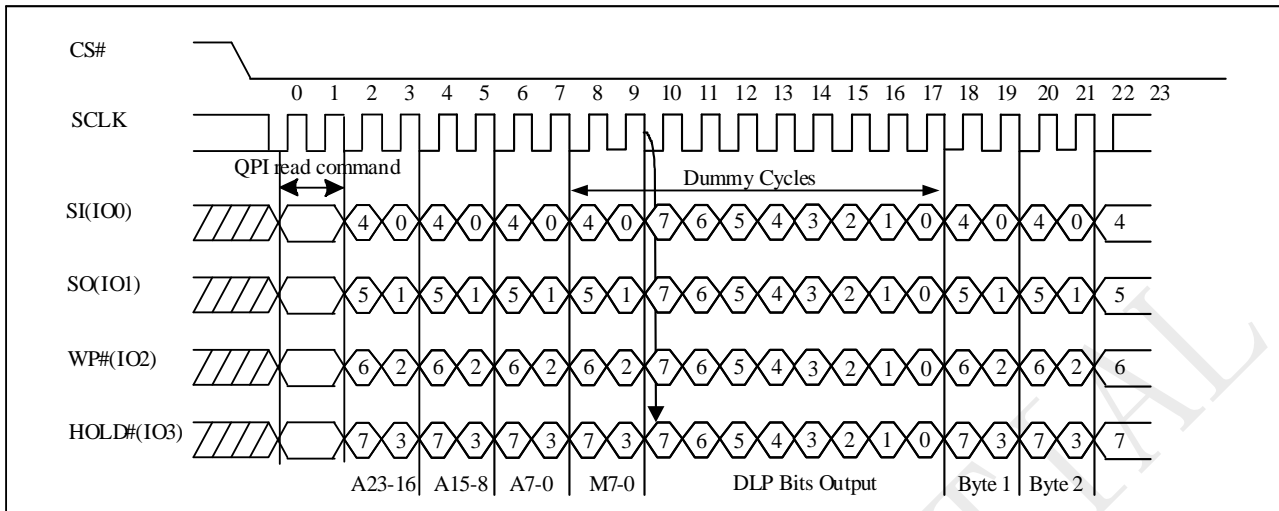 CS#
0 1 2 3 4 5 6 7 8 9 10 11 12 13 14 15 16 17 18 19 20 21 22 23
SCLK
QPI read command
Dummy Cycles
SI(IO0) 4 0 4 0 4 0 4 0 7 6 5 4 3 2 1 0 4 0 4 0 4
SO(IO1) 5 1 5 1 5 1 5 1 7 6 5 4 3 2 1 0 5 1 5 1 5
WP#(IO2) 6 2 6 2 6 2 6 2 7 6 5 4 3 2 1 0 6 2 6 2 6
HOLD#(IO3) 7 3 7 3 7 3 7 3 7 6 5 4 3 2 1 0 7 3 7 3 7
A23-16 A15-8 A7-0 M7-0 DLP Bits Output Byte 1 Byte 2
TIAL